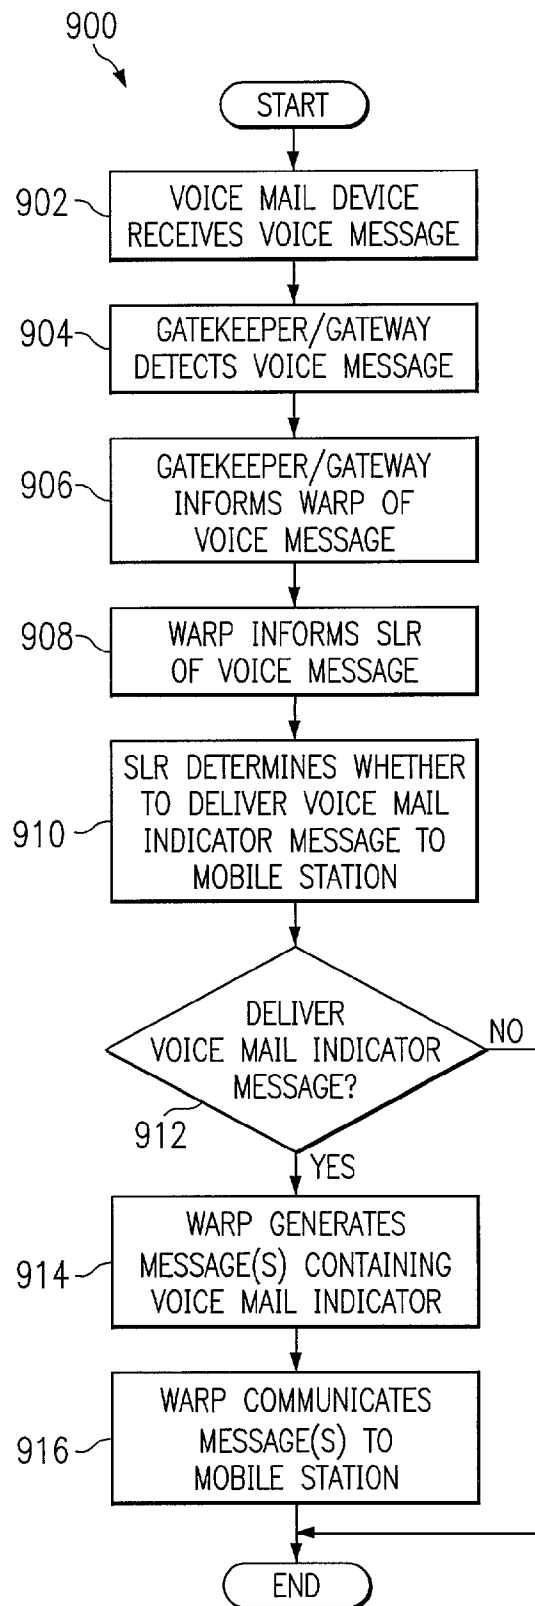 900
START
902
VOICE MAIL DEVICE
RECEIVES VOICE MESSAGE
904
GATEKEEPER/GATEWAY
DETECTS VOICE MESSAGE
906
GATEKEEPER/GATEWAY
INFORMS WARP OF
VOICE MESSAGE
908
WARP INFORMS SLR
OF VOICE MESSAGE
910
SLR DETERMINES WHETHER
TO DELIVER VOICE MAIL
INDICATOR MESSAGE TO
MOBILE STATION
DELIVER
VOICE MAIL INDICATOR
MESSAGE?
NO
912
YES
914
WARP GENERATES
MESSAGE(S) CONTAINING
VOICE MAIL INDICATOR
916
WARP COMMUNICATES
MESSAGE(S) TO
MOBILE STATION
END